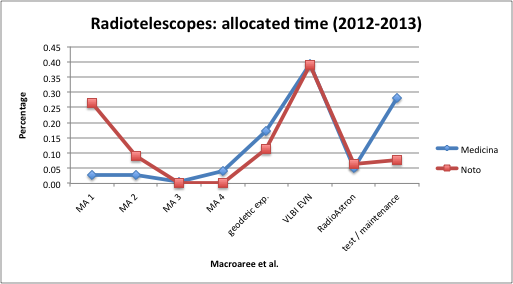 Radiotelescopes: allocated time (2012-2013)
0.45
0.40
0.35
0.30
0.25
0.20
0.15
0.10
0.05
0.00
Percentage
MA 1
MA 2
MA 3
MA 4
geodetic exp.
VLBI EVN
RadioAstron
test / maintenance
Medicina
Noto
Macroaree et al.